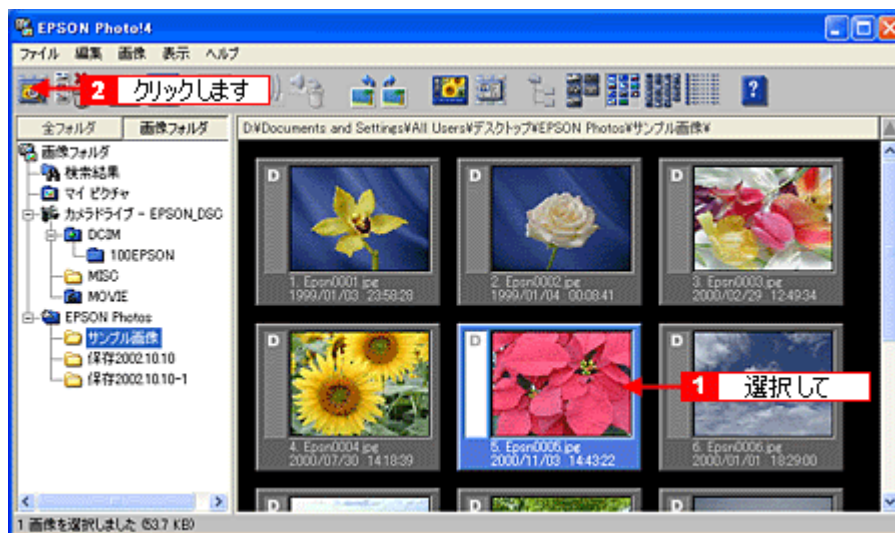 EPSON Photo!4
ファイル 編集 画像 表示 ヘルプ
2 クリックします
全フォルダ 画像フォルダ
D:¥Documents and Settings¥All Users¥デスクトップ¥EPSON Photos¥サンプル画像¥
画像フォルダ
検索結果
マイ ピクチャ
カメラドライブ - EPSON_DSC
DCIM
100EPSON
MISC
MOVIE
EPSON Photos
サンプル画像
保存2002.10.10
保存2002.10.10-1
D
1. Epsn0001.jpg
1999/01/03 23:58:28
D
2. Epsn0002.jpg
1999/01/04 00:08:41
D
3. Epsn0003.jpg
2000/02/29 12:49:34
D
4. Epsn0004.jpg
2000/07/30 14:18:39
D
5. Epsn0005.jpg
2000/11/03 14:43:22
1 選択して
D
6. Epsn0006.jpg
2000/01/01 18:29:00
D
D
D
1 画像を選択しました (53.7 KB)